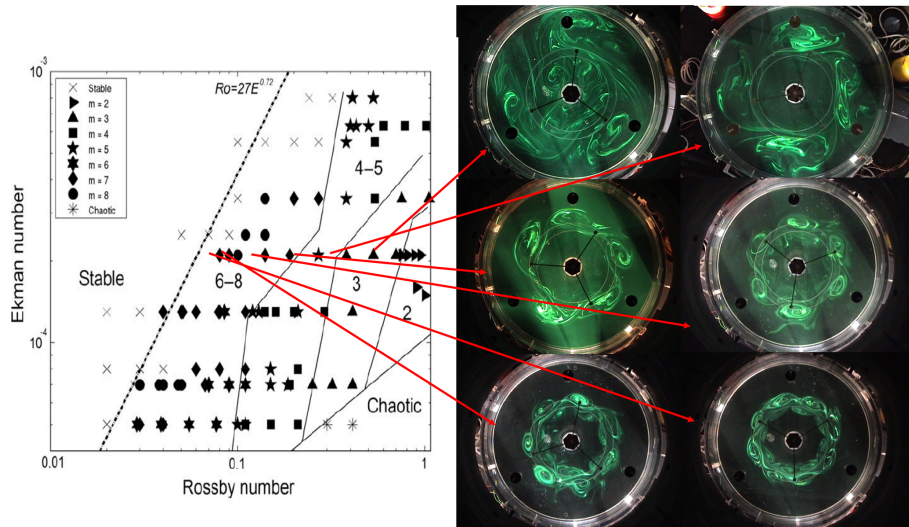 10⁻³
Ro=27E^0.72
× Stable
m = 2
m = 3
m = 4
m = 5
m = 6
m = 7
m = 8
Chaotic
4–5
Ekman number
Stable
6–8
3
2
10⁻⁴
Chaotic
0.01
0.1
1
Rossby number